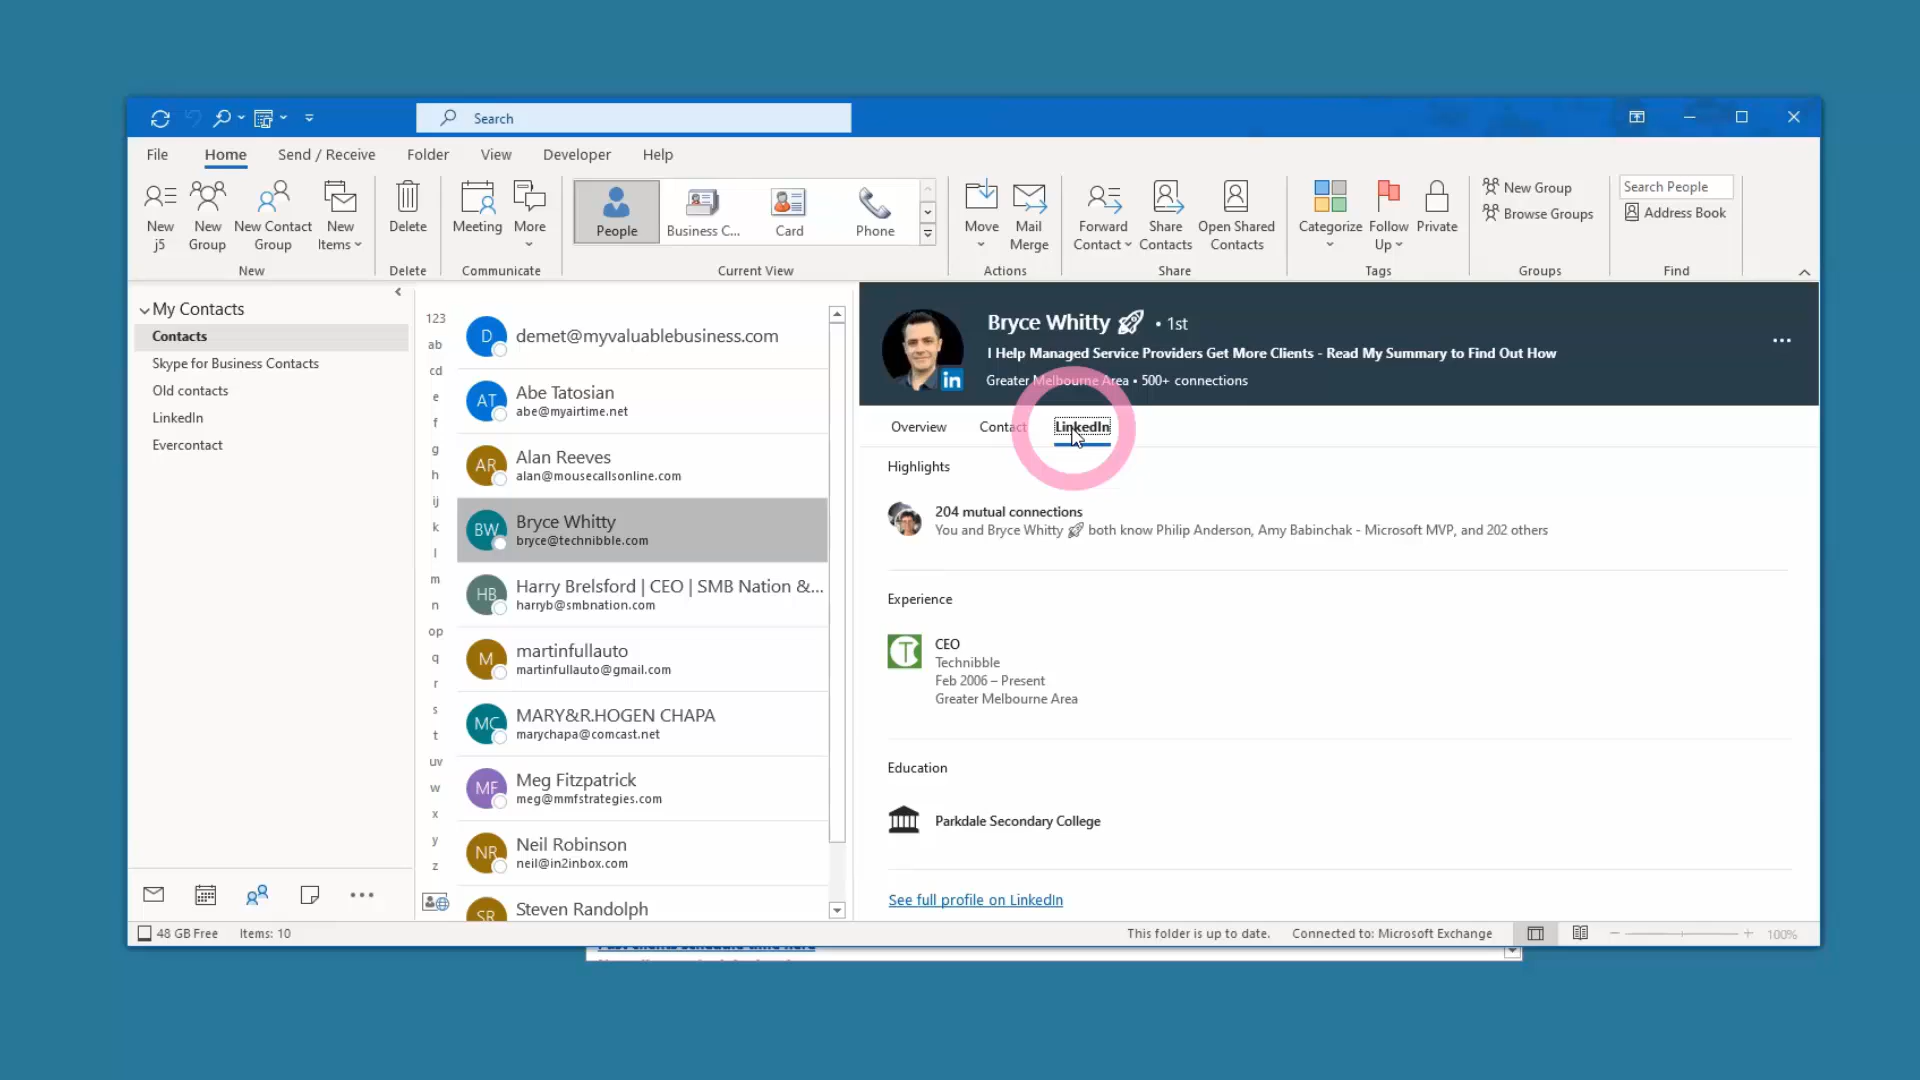 Search
File
Home
Send / Receive
Folder
View
Developer
Help
New
j5
New
Group
New Contact
Group
New
Items
New
Delete
Delete
Meeting
More
Communicate
People
Business C...
Card
Phone
Current View
Move
Mail
Merge
Actions
Forward
Contact
Share
Contacts
Open Shared
Contacts
Share
Categorize
Follow
Up
Private
Tags
New Group
Browse Groups
Groups
Search People
Address Book
Find
My Contacts
Contacts
Skype for Business Contacts
Old contacts
LinkedIn
Evercontact
123
ab
cd
e
f
g
h
ij
k
l
m
n
op
q
r
s
t
uv
w
x
y
z
D
demet@myvaluablebusiness.com
AT
Abe Tatosian
abe@myairtime.net
AR
Alan Reeves
alan@mousecallsonline.com
BW
Bryce Whitty
bryce@technibble.com
HB
Harry Brelsford | CEO | SMB Nation &...
harryb@smbnation.com
M
martinfullauto
martinfullauto@gmail.com
MC
MARY&R.HOGEN CHAPA
marychapa@comcast.net
MF
Meg Fitzpatrick
meg@mmfstrategies.com
NR
Neil Robinson
neil@in2inbox.com
SR
Steven Randolph
Bryce Whitty 🚀 • 1st
I Help Managed Service Providers Get More Clients - Read My Summary to Find Out How
in
Greater Melbourne Area • 500+ connections
Overview
Contact
LinkedIn
Highlights
204 mutual connections
You and Bryce Whitty 🚀 both know Philip Anderson, Amy Babinchak - Microsoft MVP, and 202 others
Experience
CEO
Technibble
Feb 2006 – Present
Greater Melbourne Area
Education
Parkdale Secondary College
See full profile on LinkedIn
48 GB Free
Items: 10
This folder is up to date.
Connected to: Microsoft Exchange
100%